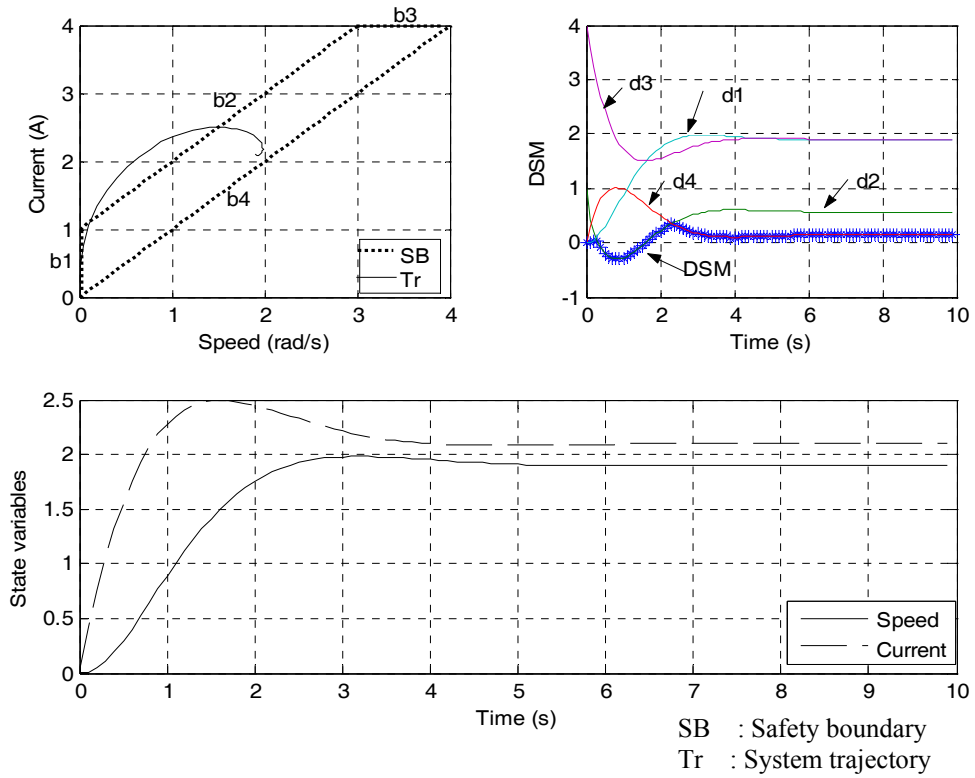 4
3
2
1
0
0
1
2
3
4
Current (A)
Speed (rad/s)
b1
b2
b3
b4
SB
Tr
4
3
2
1
0
-1
0
2
4
6
8
10
DSM
Time (s)
d3
d1
d4
d2
DSM
2.5
2
1.5
1
0.5
0
0
1
2
3
4
5
6
7
8
9
10
State variables
Time (s)
Speed
Current
SB : Safety boundary
Tr : System trajectory